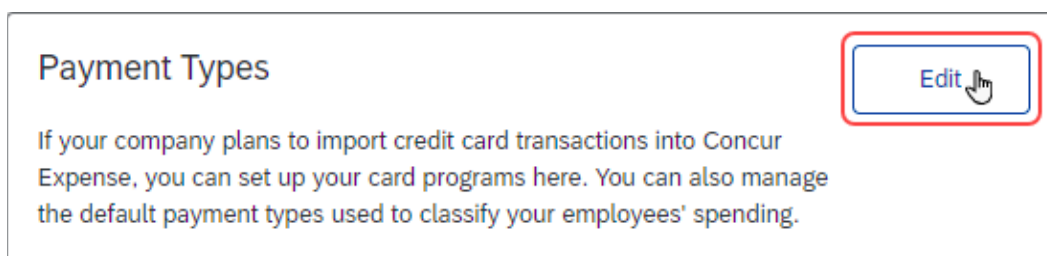 Payment Types
Edit
If your company plans to import credit card transactions into Concur
Expense, you can set up your card programs here. You can also manage
the default payment types used to classify your employees' spending.